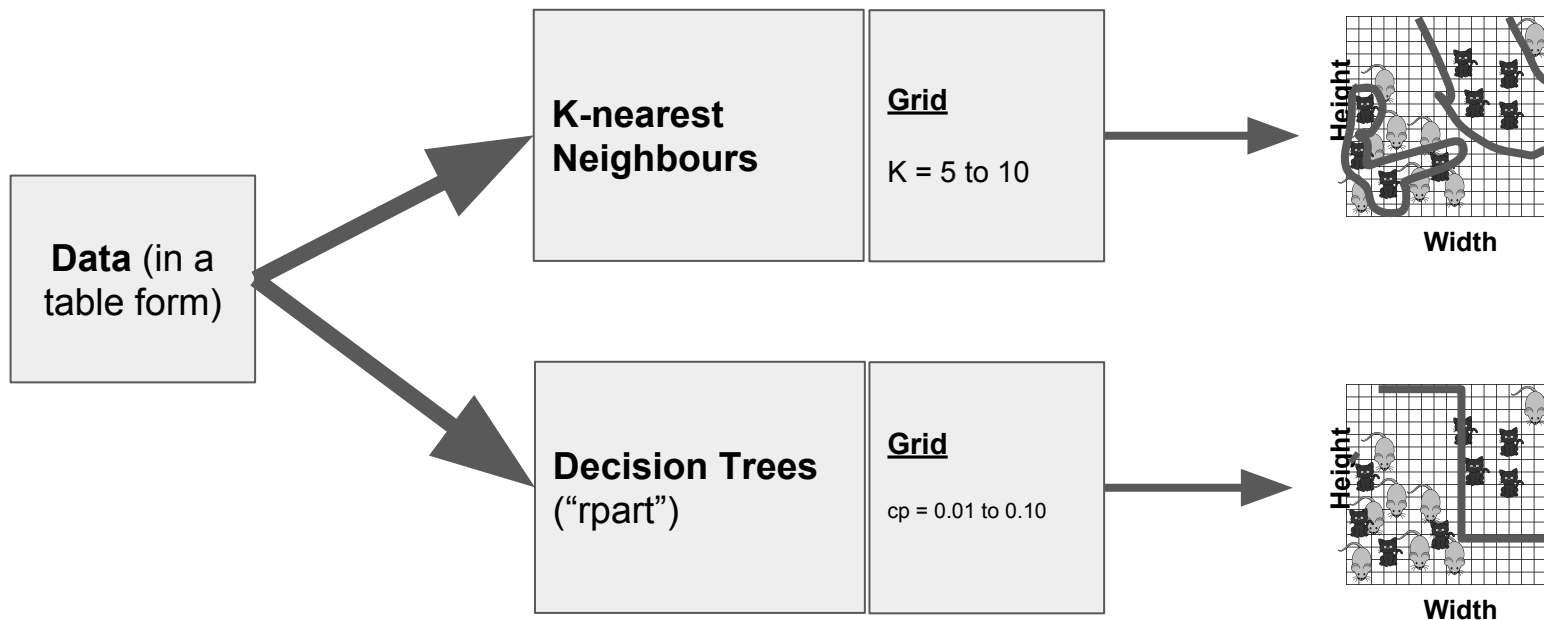 Data (in a
table form)
K-nearest
Neighbours
Grid
K = 5 to 10
Height
Width
Decision Trees
(“rpart”)
Grid
cp = 0.01 to 0.10
Height
Width